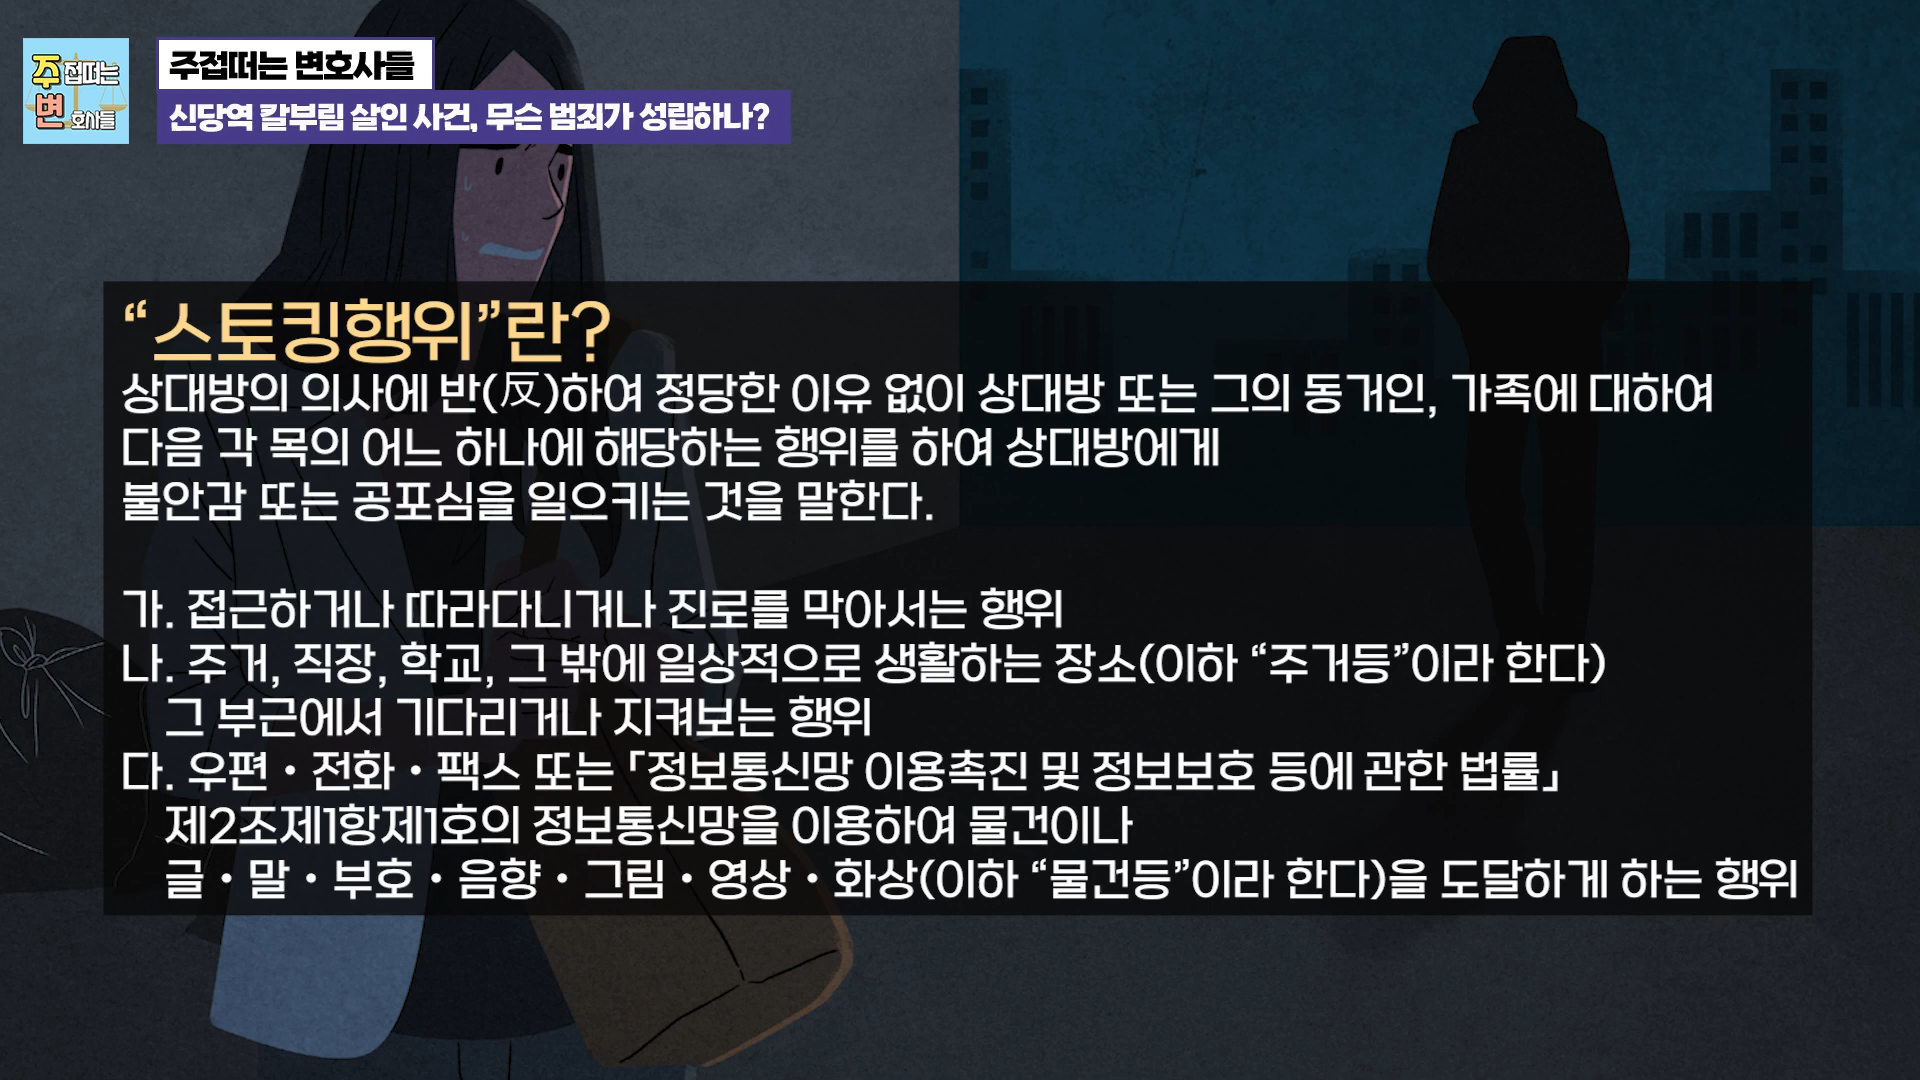 주접떠는
변호사들
주접떠는 변호사들
신당역 칼부림 살인 사건, 무슨 범죄가 성립하나?
“스토킹행위”란?
상대방의 의사에 반(反)하여 정당한 이유 없이 상대방 또는 그의 동거인, 가족에 대하여
다음 각 목의 어느 하나에 해당하는 행위를 하여 상대방에게
불안감 또는 공포심을 일으키는 것을 말한다.
가. 접근하거나 따라다니거나 진로를 막아서는 행위
나. 주거, 직장, 학교, 그 밖에 일상적으로 생활하는 장소(이하 “주거등”이라 한다)
그 부근에서 기다리거나 지켜보는 행위
다. 우편・전화・팩스 또는 「정보통신망 이용촉진 및 정보보호 등에 관한 법률」
제2조제1항제1호의 정보통신망을 이용하여 물건이나
글・말・부호・음향・그림・영상・화상(이하 “물건등”이라 한다)을 도달하게 하는 행위